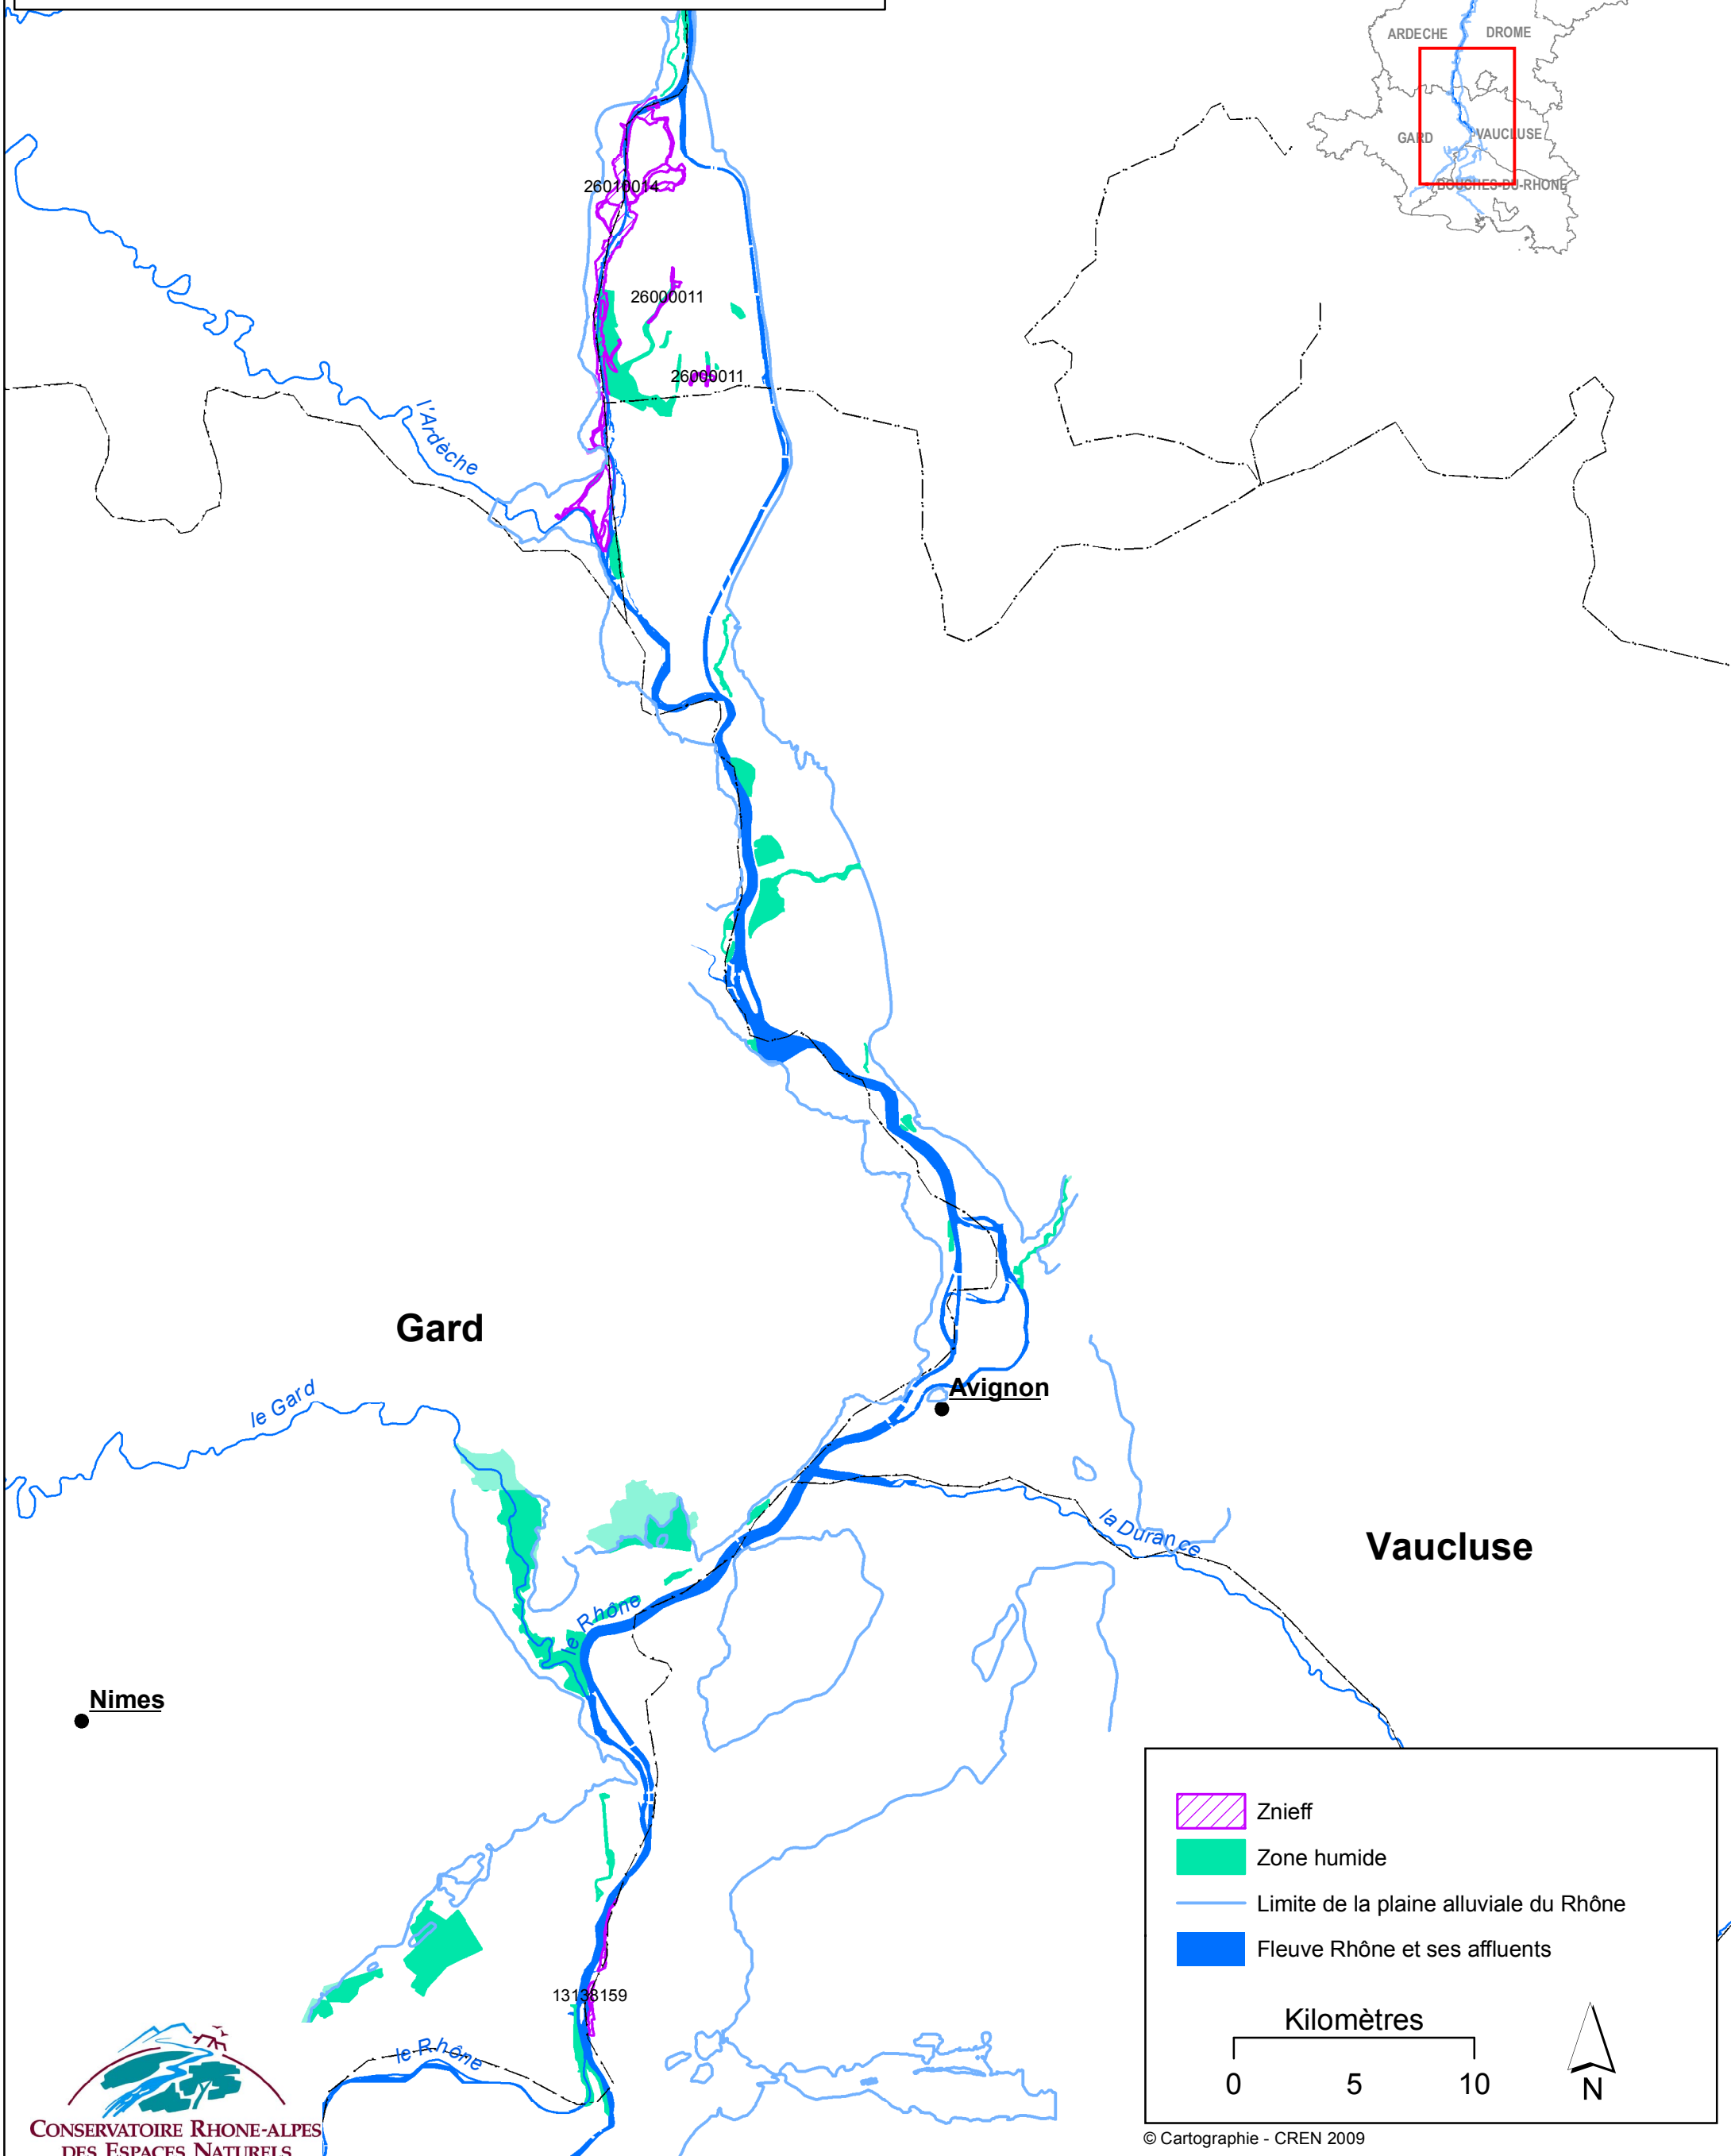 ARDECHE
DROME
GARD
VAUCLUSE
BOUCHES-DU-RHONE
26010014
26000011
26000011
l'Ardèche
Gard
Avignon
le Gard
la Durance
Vaucluse
le Rhône
Nimes
Znieff
Zone humide
Limite de la plaine alluviale du Rhône
Fleuve Rhône et ses affluents
13138159
Kilomètres
0 5 10
N
le Rhône
CONSERVATOIRE RHONE-ALPES
DES ESPACES NATURELS
© Cartographie - CREN 2009